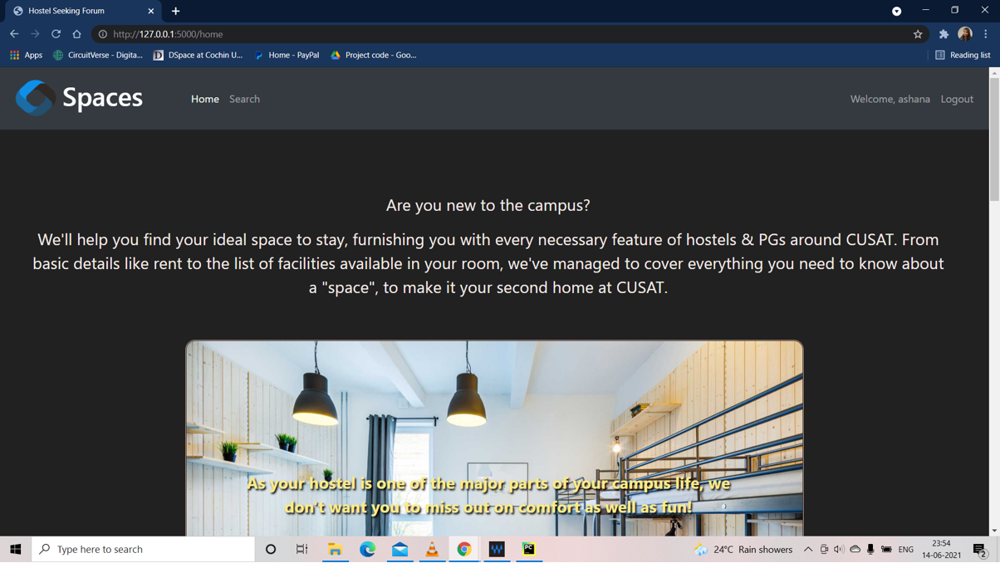 Hostel Seeking Forum
http://127.0.0.1:5000/home
Apps CircuitVerse - Digita... DSpace at Cochin U... Home - PayPal Project code - Goo... Reading list
Spaces Home Search Welcome, ashana Logout
Are you new to the campus?
We'll help you find your ideal space to stay, furnishing you with every necessary feature of hostels & PGs around CUSAT. From
basic details like rent to the list of facilities available in your room, we've managed to cover everything you need to know about
a "space", to make it your second home at CUSAT.
As your hostel is one of the major parts of your campus life, we
don't want you to miss out on comfort as well as fun!
Type here to search 24°C Rain showers ENG 23:54
14-06-2021 2